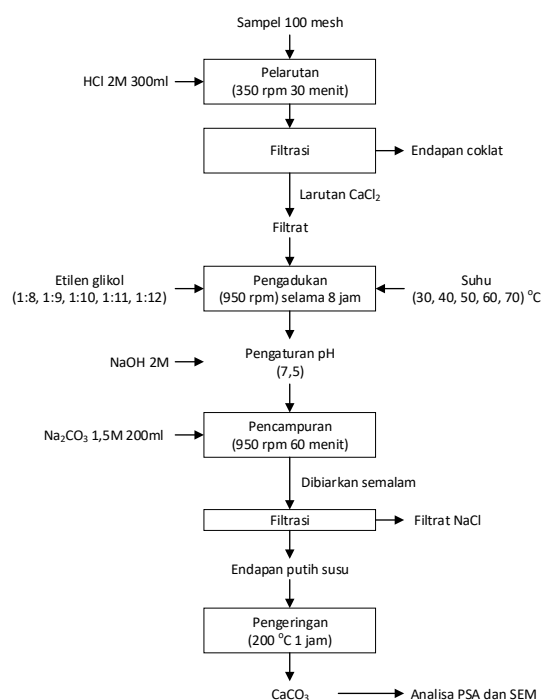 Sampel 100 mesh
HCl 2M 300ml
Pelarutan
(350 rpm 30 menit)
Filtrasi
Endapan coklat
Larutan CaCl₂
Filtrat
Etilen glikol
(1:8, 1:9, 1:10, 1:11, 1:12)
Pengadukan
(950 rpm) selama 8 jam
Suhu
(30, 40, 50, 60, 70) °C
NaOH 2M
Pengaturan pH
(7,5)
Na₂CO₃ 1,5M 200ml
Pencampuran
(950 rpm 60 menit)
Dibiarkan semalam
Filtrasi
Filtrat NaCl
Endapan putih susu
Pengeringan
(200 °C 1 jam)
CaCO₃
Analisa PSA dan SEM